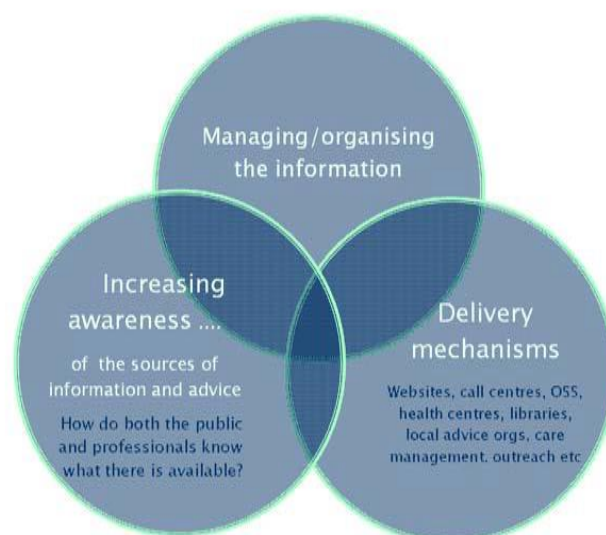 Managing/organising
the information
Increasing
awareness ....
of the sources of
information and advice
How do both the public
and professionals know
what there is available?
Delivery
mechanisms
Websites, call centres, OSS,
health centres, libraries,
local advice orgs, care
management. outreach etc